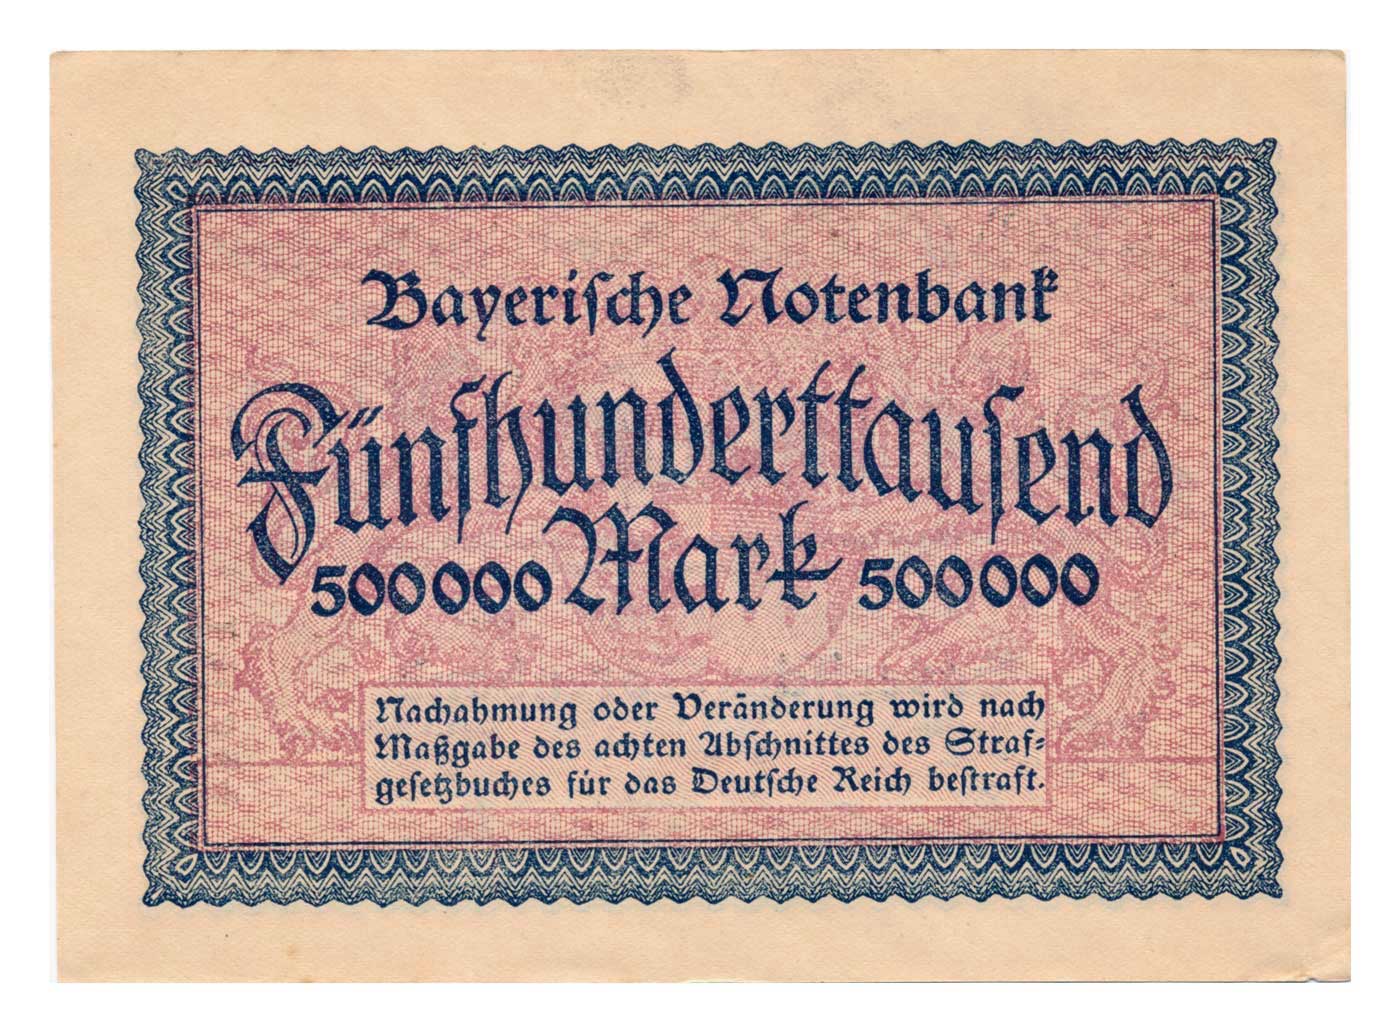 Bayerische Notenbank
Fünfhunderttausend
500000 Mark 500000
Nachahmung oder Veränderung wird nach
Maßgabe des achten Abschnittes des Straf-
gesetzbuches für das Deutsche Reich bestraft.